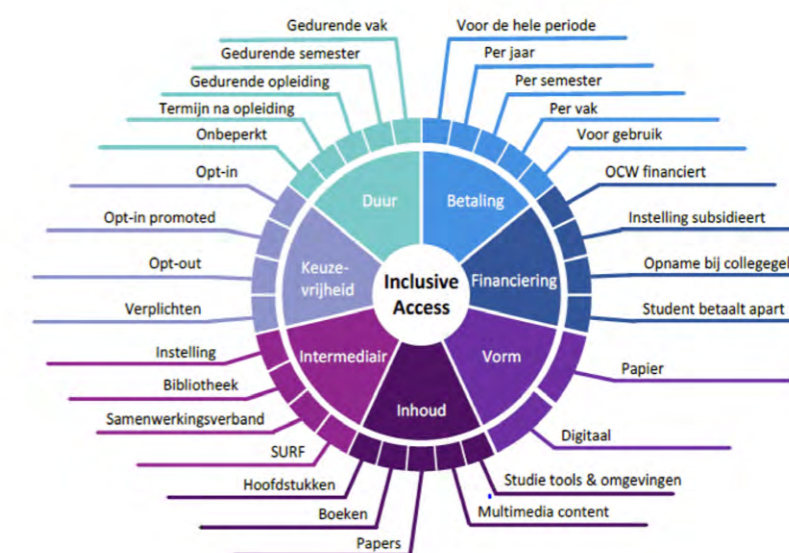 Gedurende vak
Gedurende semester
Gedurende opleiding
Termijn na opleiding
Onbeperkt
Opt-in
Opt-in promoted
Opt-out
Verplichten
Instelling
Bibliotheek
Samenwerkingsverband
SURF
Hoofdstukken
Boeken
Papers
Voor de hele periode
Per jaar
Per semester
Per vak
Voor gebruik
OCW financiert
Instelling subsidieert
Opname bij collegegel
Student betaalt apart
Papier
Digitaal
Studie tools & omgevingen
Multimedia content
Duur
Betaling
Keuze-
vrijheid
Inclusive
Access
Financiering
Intermediair
Vorm
Inhoud